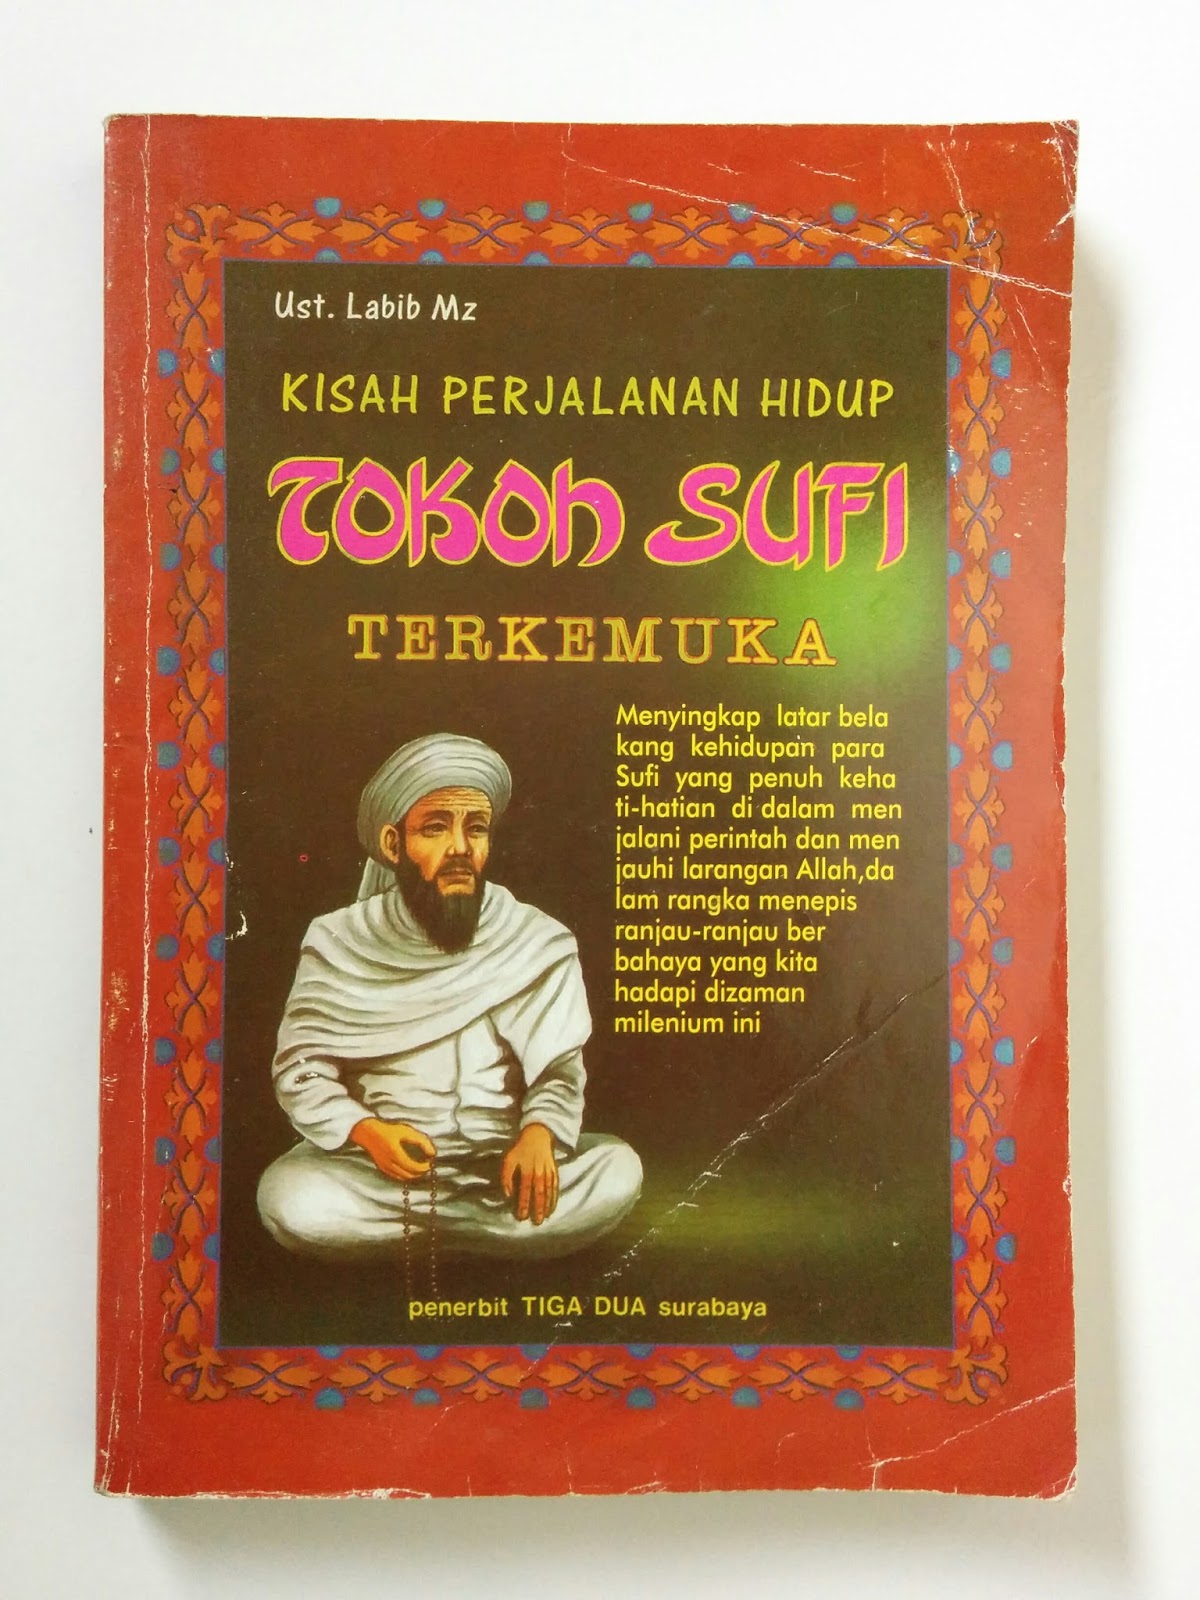 Ust. Labib Mz
KISAH PERJALANAN HIDUP
TOKOH SUFI
TERKEMUKA
Menyingkap latar bela
kang kehidupan para
Sufi yang penuh keha
ti-hatian di dalam men
jalani perintah dan men
jauhi larangan Allah,da
lam rangka menepis
ranjau-ranjau ber
bahaya yang kita
hadapi dizaman
milenium ini
penerbit TIGA DUA surabaya